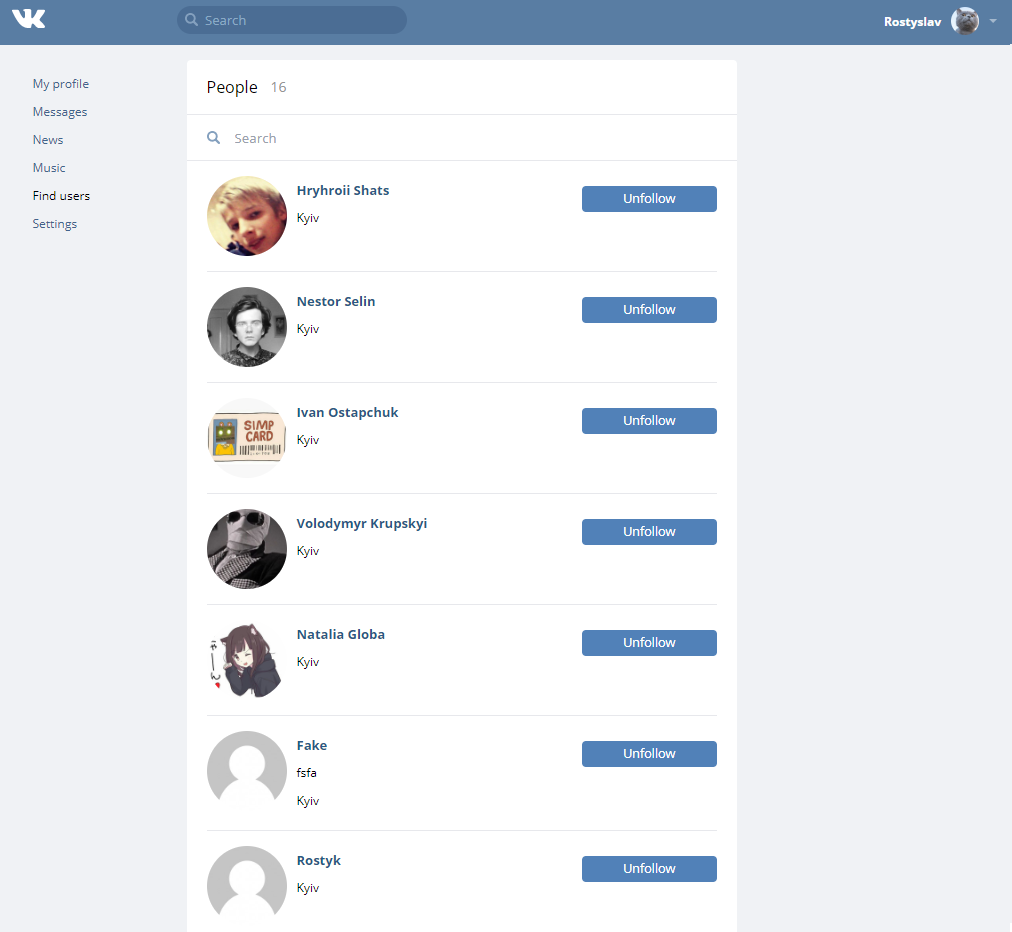 VK
Search
Rostyslav
My profile
Messages
News
Music
Find users
Settings
People 16
Search
Hryhroii Shats
Kyiv
Unfollow
Nestor Selin
Kyiv
Unfollow
SIMP
CARD
Ivan Ostapchuk
Kyiv
Unfollow
Volodymyr Krupskyi
Kyiv
Unfollow
Natalia Globa
Kyiv
Unfollow
Fake
fsfa
Kyiv
Unfollow
Rostyk
Kyiv
Unfollow